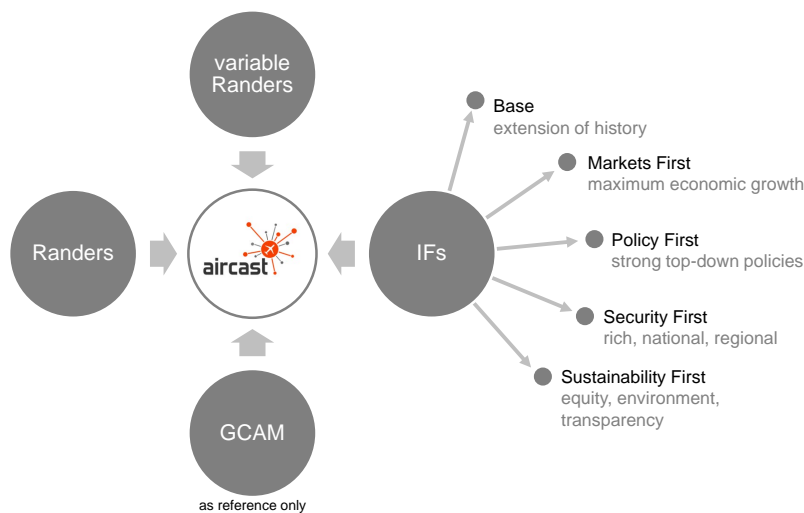 variable
Randers
Base
extension of history
Markets First
maximum economic growth
Randers
aircast
IFs
Policy First
strong top-down policies
Security First
rich, national, regional
Sustainability First
equity, environment,
transparency
GCAM
as reference only